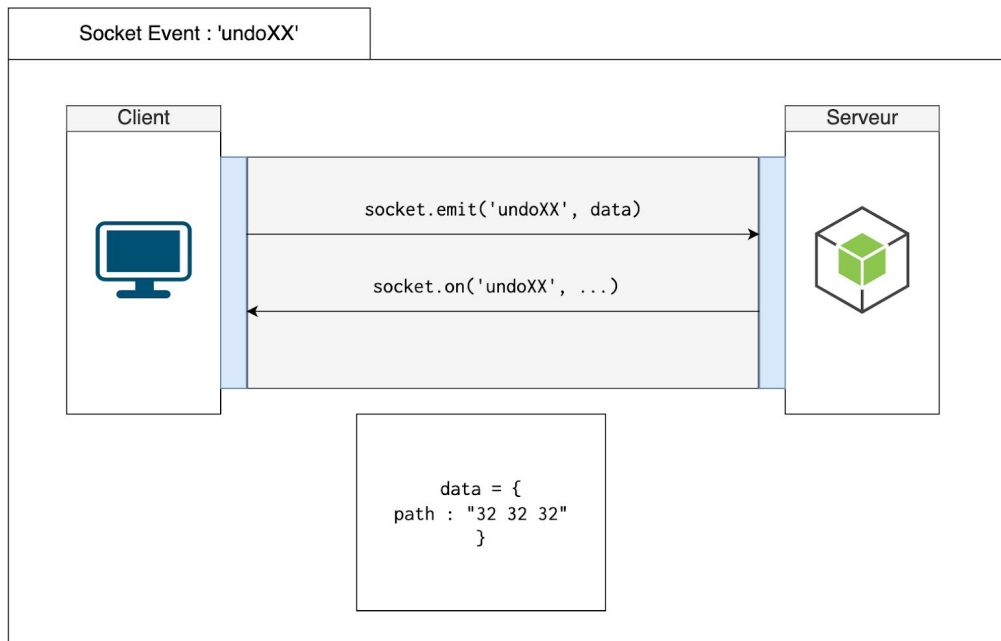 Socket Event : 'undoXX'
Client
Serveur
socket.emit('undoXX', data)
socket.on('undoXX', ...)
data = {
path : "32 32 32"
}